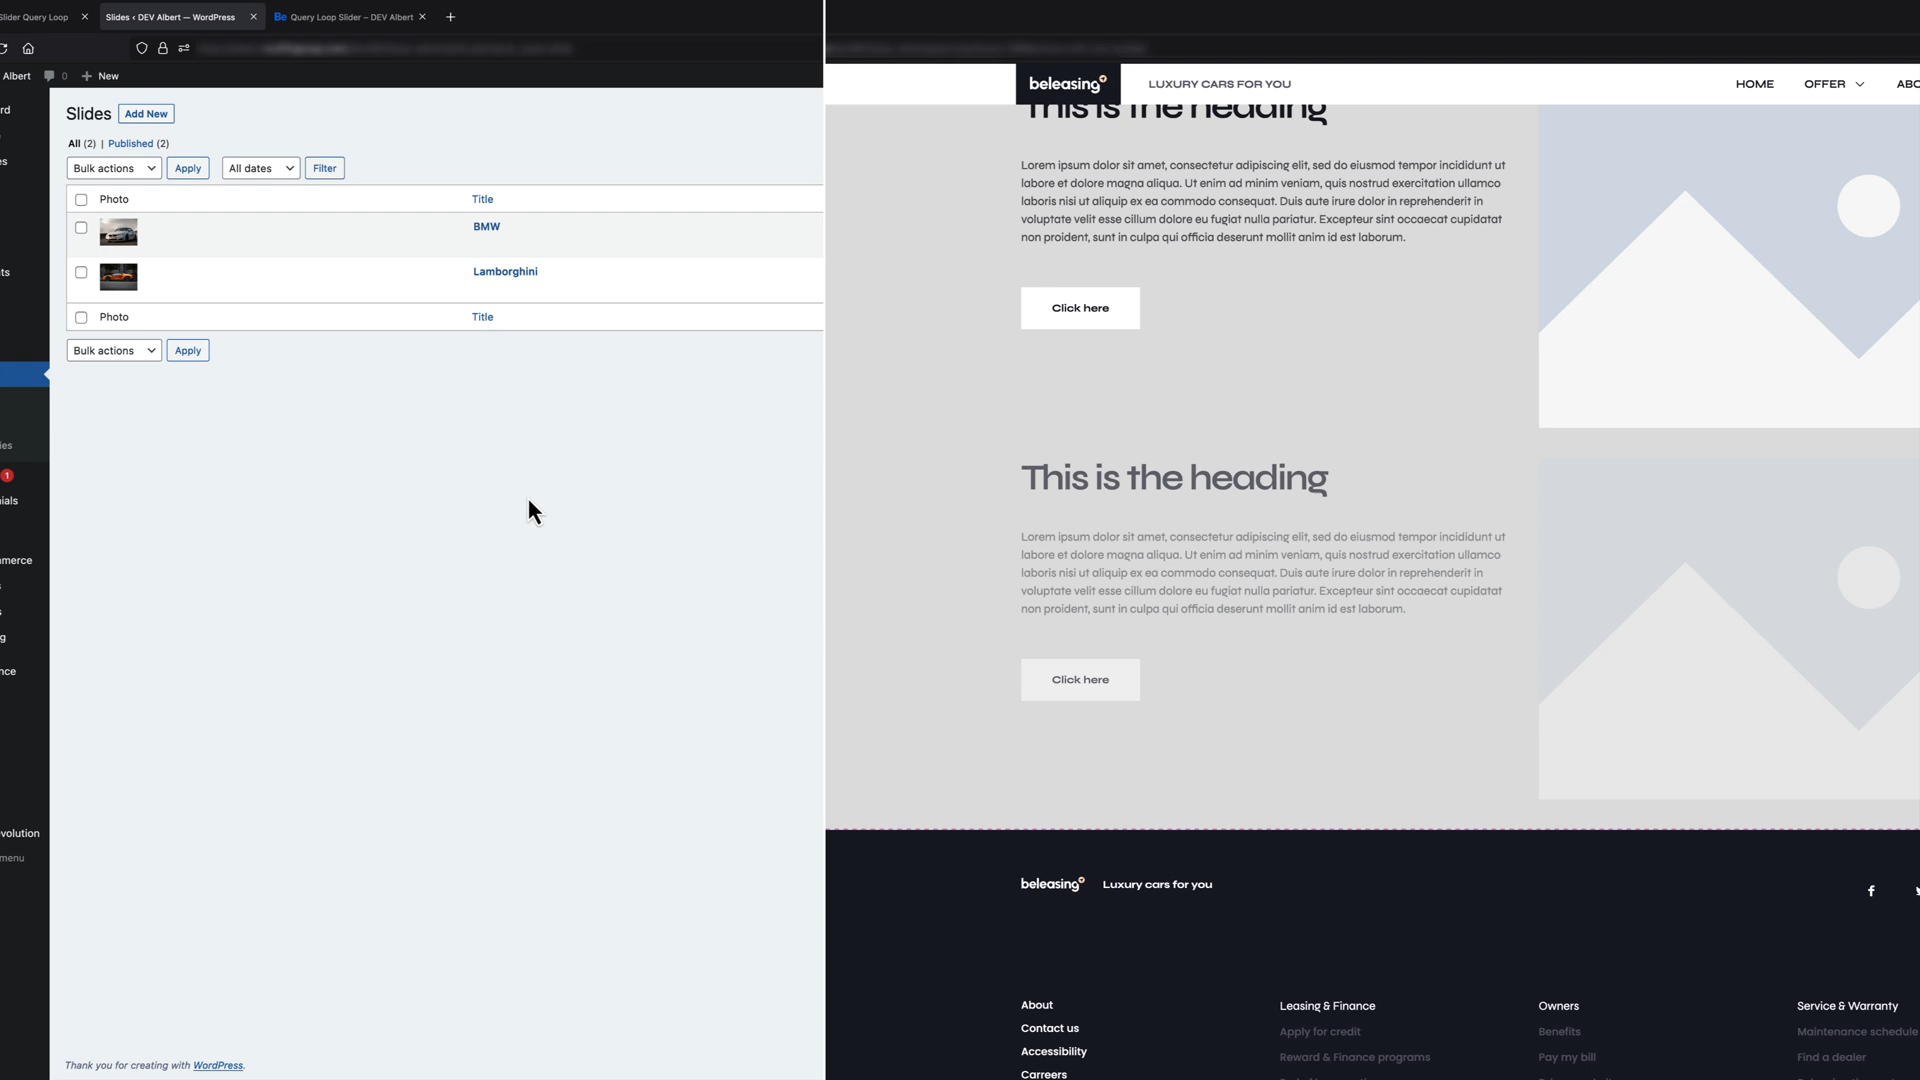 Slider Query Loop
Slides ‹ DEV Albert — WordPress
Be Query Loop Slider – DEV Albert
Albert
0
New
Slides
Add New
All (2) | Published (2)
Bulk actions
Apply
All dates
Filter
Photo
Title
BMW
Lamborghini
Photo
Title
Bulk actions
Apply
1
Thank you for creating with WordPress.
beleasing
LUXURY CARS FOR YOU
HOME
OFFER
This is the heading
Lorem ipsum dolor sit amet, consectetur adipiscing elit, sed do eiusmod tempor incididunt ut
labore et dolore magna aliqua. Ut enim ad minim veniam, quis nostrud exercitation ullamco
laboris nisi ut aliquip ex ea commodo consequat. Duis aute irure dolor in reprehenderit in
voluptate velit esse cillum dolore eu fugiat nulla pariatur. Excepteur sint occaecat cupidatat
non proident, sunt in culpa qui officia deserunt mollit anim id est laborum.
Click here
This is the heading
Lorem ipsum dolor sit amet, consectetur adipiscing elit, sed do eiusmod tempor incididunt ut
labore et dolore magna aliqua. Ut enim ad minim veniam, quis nostrud exercitation ullamco
laboris nisi ut aliquip ex ea commodo consequat. Duis aute irure dolor in reprehenderit in
voluptate velit esse cillum dolore eu fugiat nulla pariatur. Excepteur sint occaecat cupidatat
non proident, sunt in culpa qui officia deserunt mollit anim id est laborum.
Click here
beleasing
Luxury cars for you
About
Contact us
Accessibility
Carreers
Leasing & Finance
Apply for credit
Reward & Finance programs
Owners
Benefits
Pay my bill
Service & Warranty
Maintenance schedule
Find a dealer